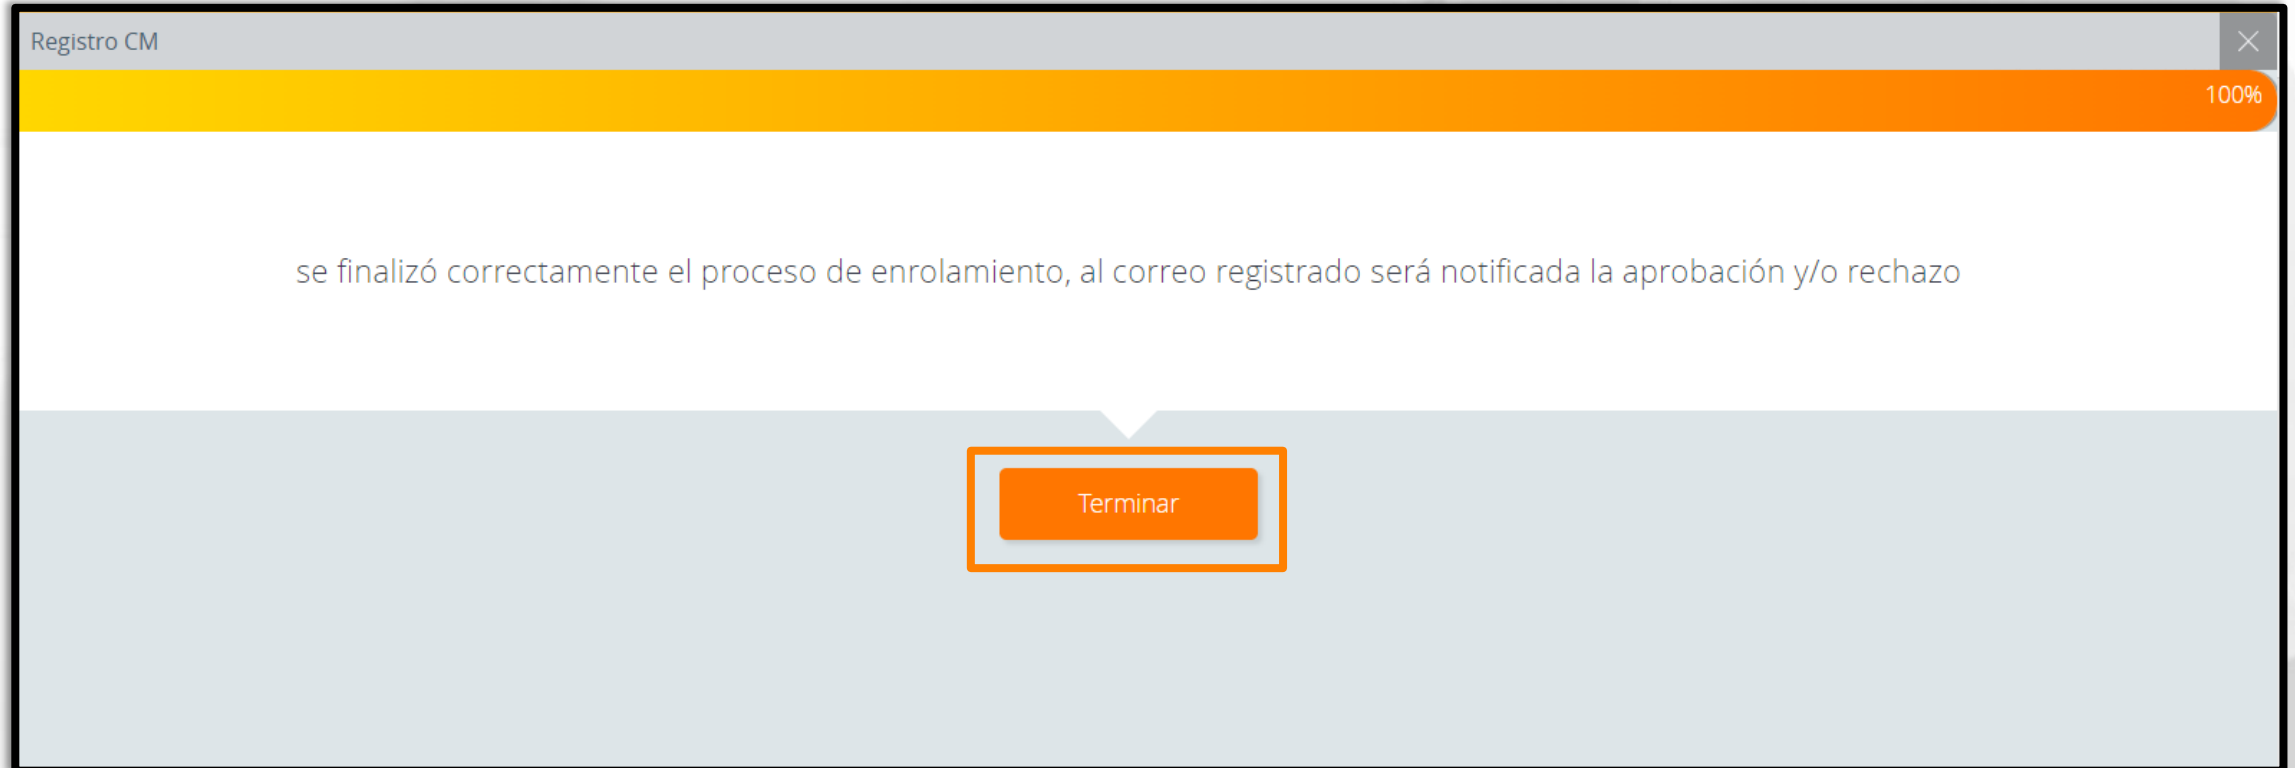 Registro CM
100%
se finalizó correctamente el proceso de enrolamiento, al correo registrado será notificada la aprobación y/o rechazo
Terminar